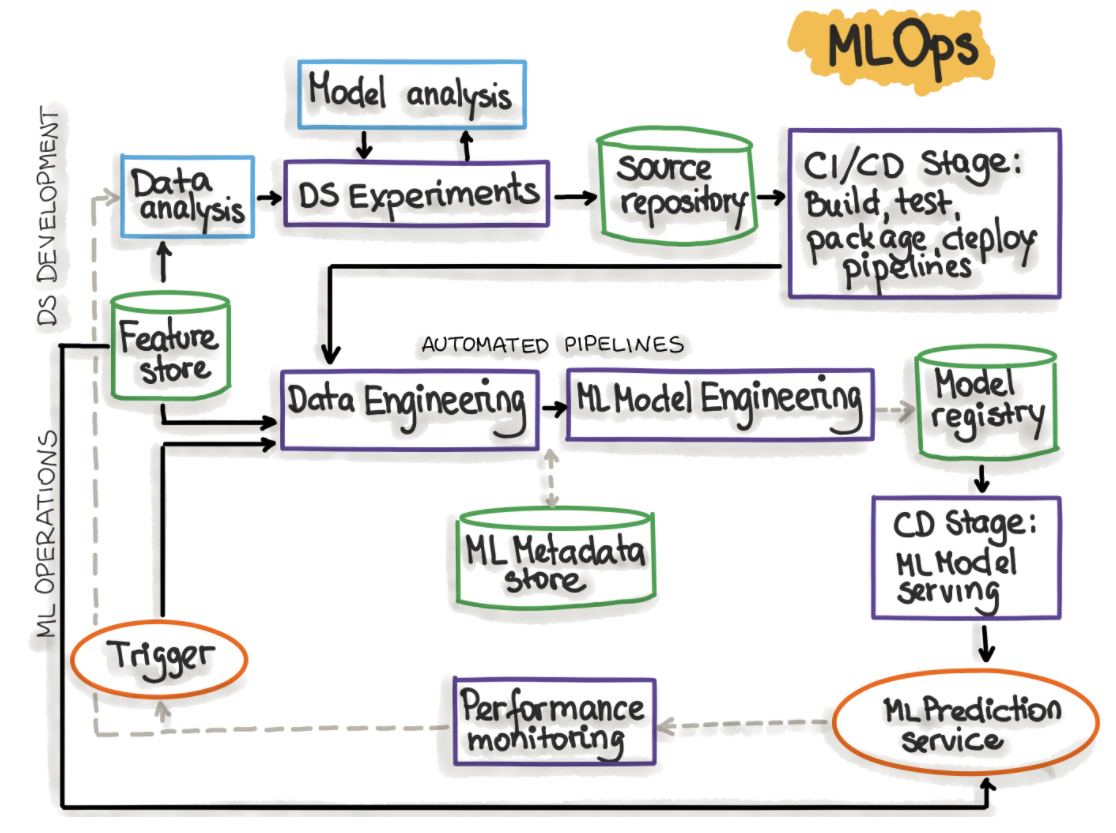 MLOps
Model analysis
DS DEVELOPMENT
Data
analysis
DS Experiments
Source
repository
CI/CD Stage:
Build, test,
package, deploy
pipelines
Feature
store
AUTOMATED PIPELINES
Data Engineering
ML Model Engineering
Model
registry
ML OPERATIONS
ML Metadata
store
CD Stage:
ML Model
serving
Trigger
Performance
monitoring
ML Prediction
service